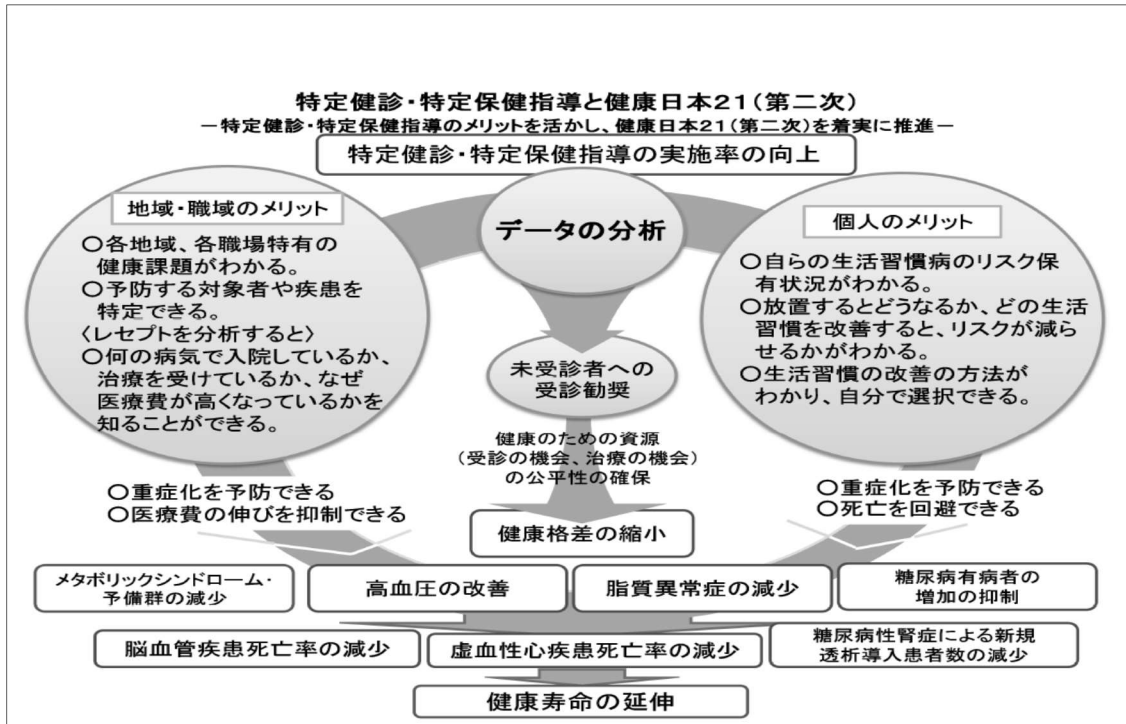 特定健診・特定保健指導と健康日本21(第二次)
－特定健診・特定保健指導のメリットを活かし、健康日本21(第二次)を着実に推進－
特定健診・特定保健指導の実施率の向上
地域・職域のメリット
○各地域、各職場特有の
健康課題がわかる。
○予防する対象者や疾患を
特定できる。
〈レセプトを分析すると〉
○何の病気で入院しているか、
治療を受けているか、なぜ
医療費が高くなっているかを
知ることができる。
○重症化を予防できる
○医療費の伸びを抑制できる
データの分析
未受診者への
受診勧奨
健康のための資源
(受診の機会、治療の機会)
の公平性の確保
健康格差の縮小
個人のメリット
○自らの生活習慣病のリスク保
有状況がわかる。
○放置するとどうなるか、どの生活
習慣を改善すると、リスクが減ら
せるかがわかる。
○生活習慣の改善の方法が
わかり、自分で選択できる。
○重症化を予防できる
○死亡を回避できる
メタボリックシンドローム・
予備群の減少
高血圧の改善
脂質異常症の減少
糖尿病有病者の
増加の抑制
脳血管疾患死亡率の減少
虚血性心疾患死亡率の減少
糖尿病性腎症による新規
透析導入患者数の減少
健康寿命の延伸